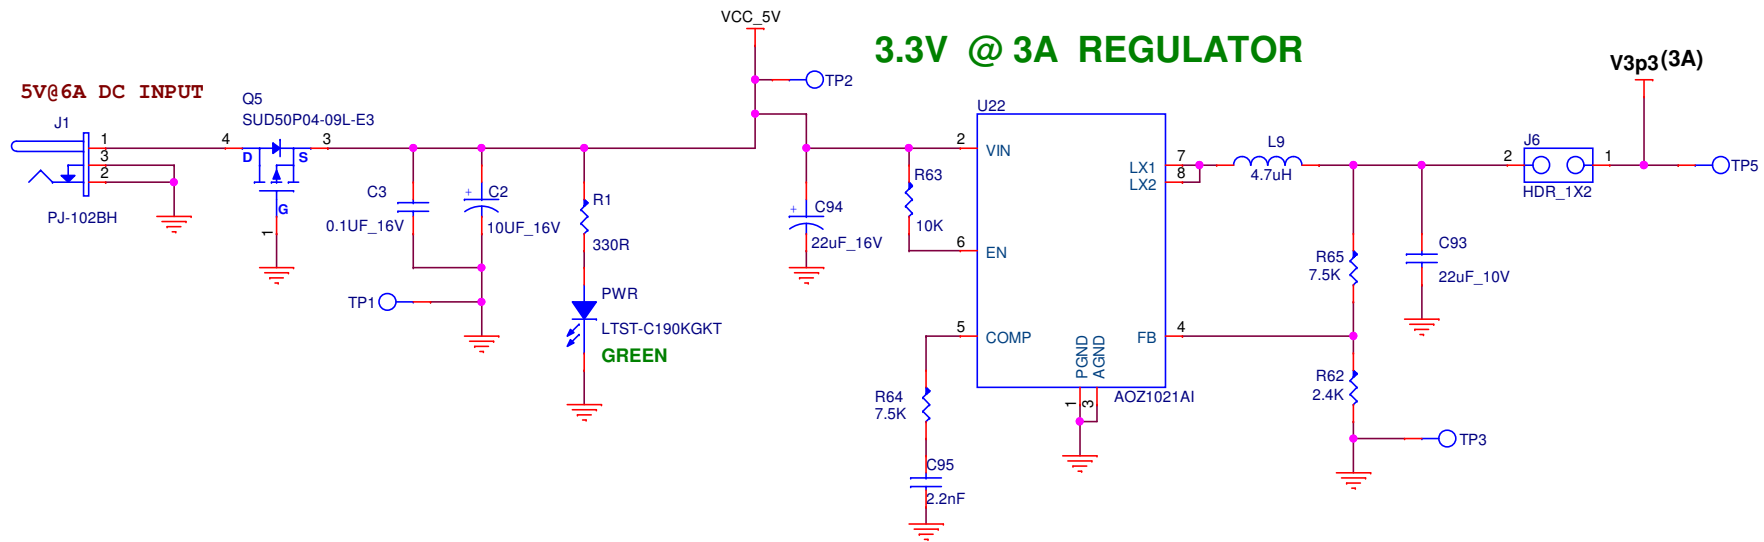 VCC_5V
3.3V @ 3A REGULATOR
V3p3(3A)
5V@6A DC INPUT
J1
1
3
2
PJ-102BH
Q5
SUD50P04-09L-E3
4
D
S
3
G
1
C3
0.1UF_16V
+
C2
10UF_16V
TP1
R1
330R
PWR
LTST-C190KGKT
GREEN
TP2
+
C94
22uF_16V
R63
10K
U22
2
VIN
6
EN
5
COMP
LX1
7
LX2
8
FB
4
PGND
AGND
1
3
AOZ1021AI
R64
7.5K
C95
2.2nF
L9
4.7uH
R65
7.5K
R62
2.4K
TP3
C93
22uF_10V
2
J6
1
HDR_1X2
TP5